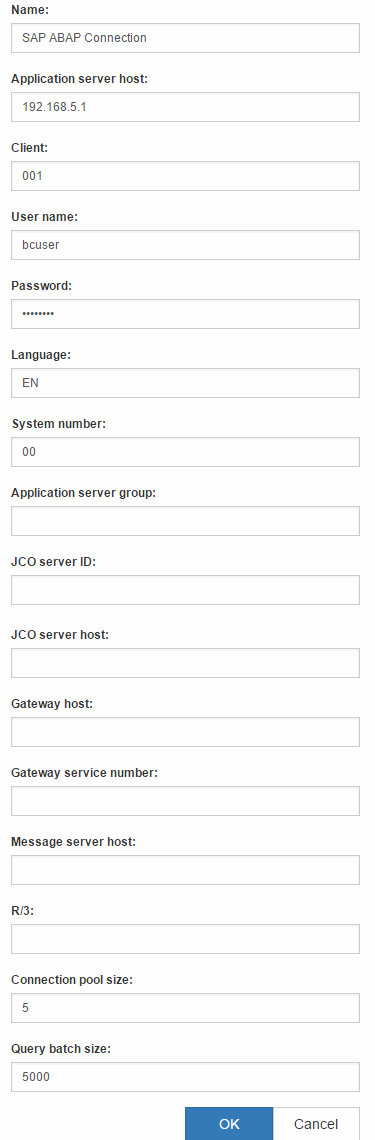 Name:
SAP ABAP Connection
Application server host:
192.168.5.1
Client:
001
User name:
bcuser
Password:
••••••••
Language:
EN
System number:
00
Application server group:
JCO server ID:
JCO server host:
Gateway host:
Gateway service number:
Message server host:
R/3:
Connection pool size:
5
Query batch size:
5000
OK Cancel